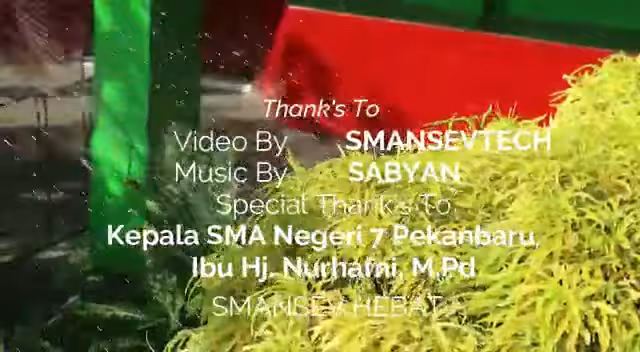 Thank's To
Video By SMANSEVTECH
Music By SABYAN
Special Thank's To
Kepala SMA Negeri 7 Pekanbaru,
Ibu Hj. Nurhafni, M.Pd
SMANSEV HEBAT